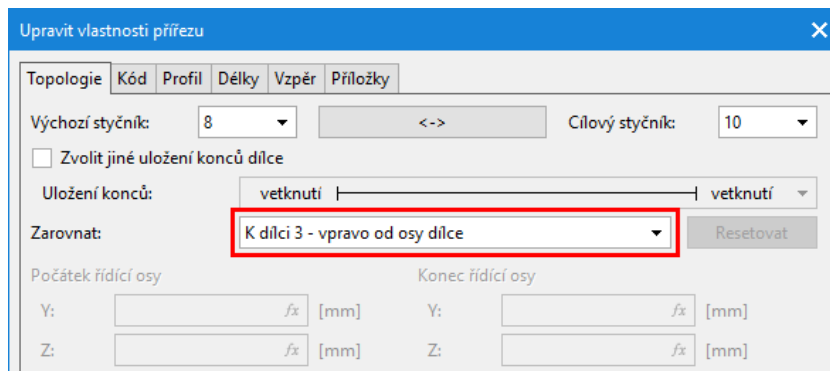 Upravit vlastnosti přířezu
Topologie Kód Profil Délky Vzpěr Příložky
Výchozí styčník: 8 <-> Cílový styčník: 10
Zvolit jiné uložení konců dílce
Uložení konců: vetknutí vetknutí
Zarovnat: K dílci 3 - vpravo od osy dílce Resetovat
Počátek řídící osy Konec řídící osy
Y: fx [mm] Y: fx [mm]
Z: fx [mm] Z: fx [mm]